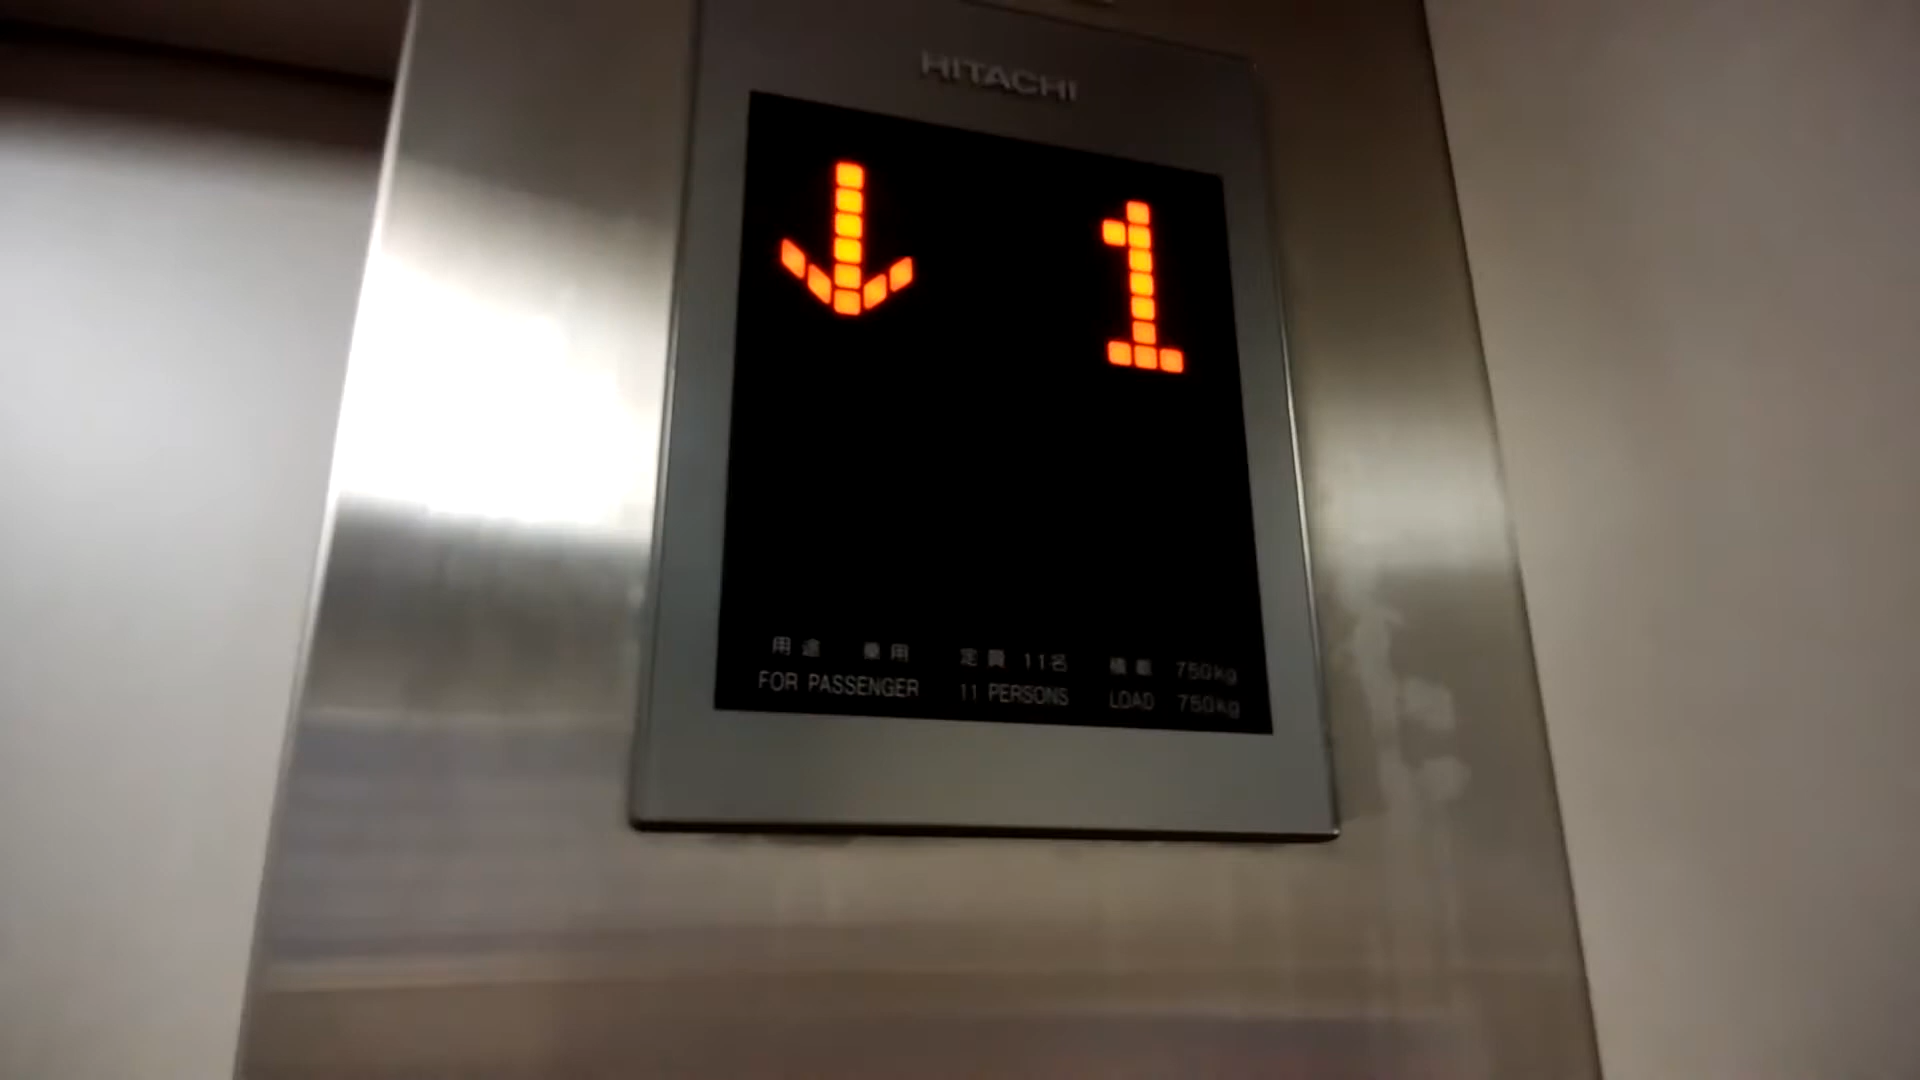 HITACHI
↓ 1
用途 乗用 定員 11名 積載 750kg
FOR PASSENGER 11 PERSONS LOAD 750kg